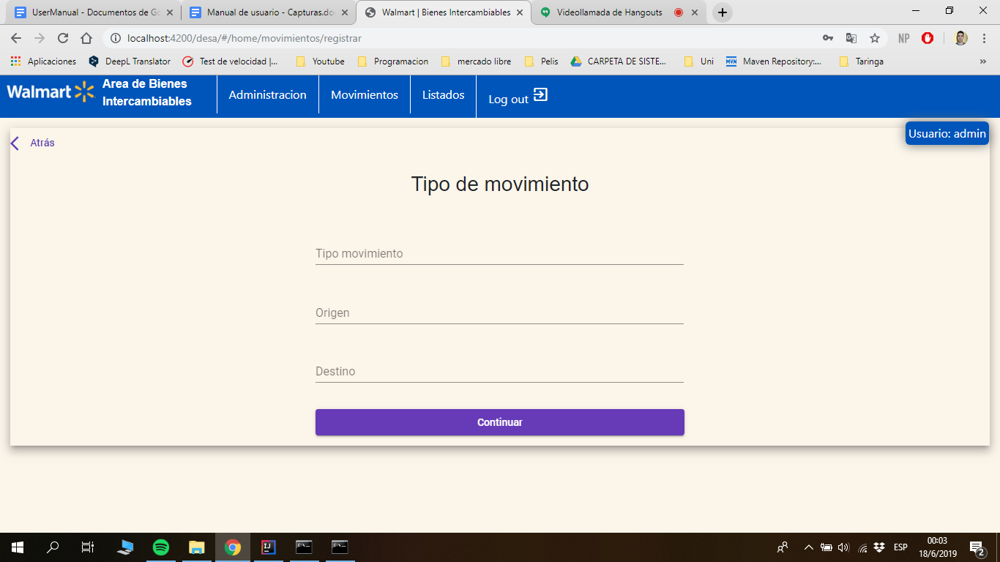 UserManual - Documentos de Go
Manual de usuario - Capturas.do
Walmart | Bienes Intercambiables
Videollamada de Hangouts
localhost:4200/desa/#/home/movimientos/registrar
NP
Aplicaciones
DeepL Translator
Test de velocidad |...
Youtube
Programacion
mercado libre
Pelis
CARPETA DE SISTE...
Uni
MVN
Maven Repository:...
Taringa
»
Walmart
Area de Bienes
Intercambiables
Administracion
Movimientos
Listados
Log out
Usuario: admin
Atrás
Tipo de movimiento
Tipo movimiento
Origen
Destino
Continuar
IJ
ESP
00:03
18/6/2019
2